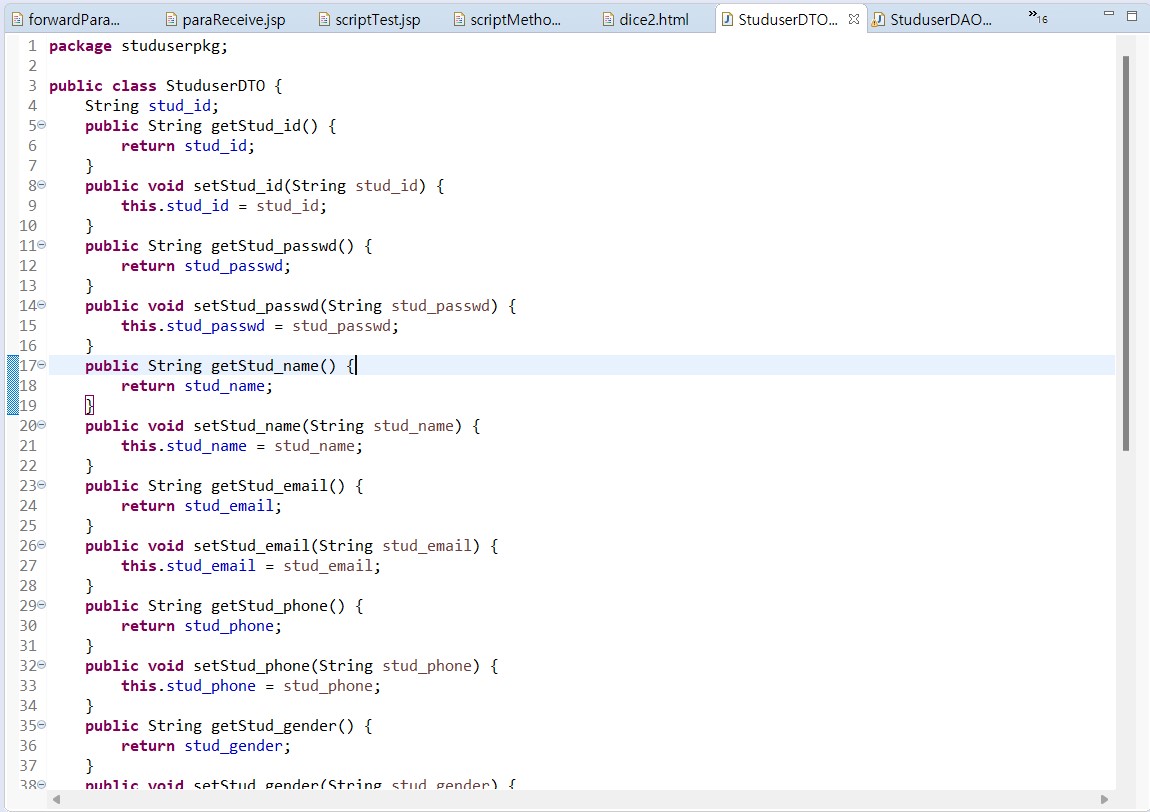 forwardPara... paraReceive.jsp scriptTest.jsp scriptMetho... dice2.html StuduserDTO... StuduserDAO... »16
1 package studuserpkg;
2
3 public class StuduserDTO {
4 String stud_id;
5 public String getStud_id() {
6 return stud_id;
7 }
8 public void setStud_id(String stud_id) {
9 this.stud_id = stud_id;
10 }
11 public String getStud_passwd() {
12 return stud_passwd;
13 }
14 public void setStud_passwd(String stud_passwd) {
15 this.stud_passwd = stud_passwd;
16 }
17 public String getStud_name() {
18 return stud_name;
19 }
20 public void setStud_name(String stud_name) {
21 this.stud_name = stud_name;
22 }
23 public String getStud_email() {
24 return stud_email;
25 }
26 public void setStud_email(String stud_email) {
27 this.stud_email = stud_email;
28 }
29 public String getStud_phone() {
30 return stud_phone;
31 }
32 public void setStud_phone(String stud_phone) {
33 this.stud_phone = stud_phone;
34 }
35 public String getStud_gender() {
36 return stud_gender;
37 }
38 public void setStud_gender(String stud_gender) {